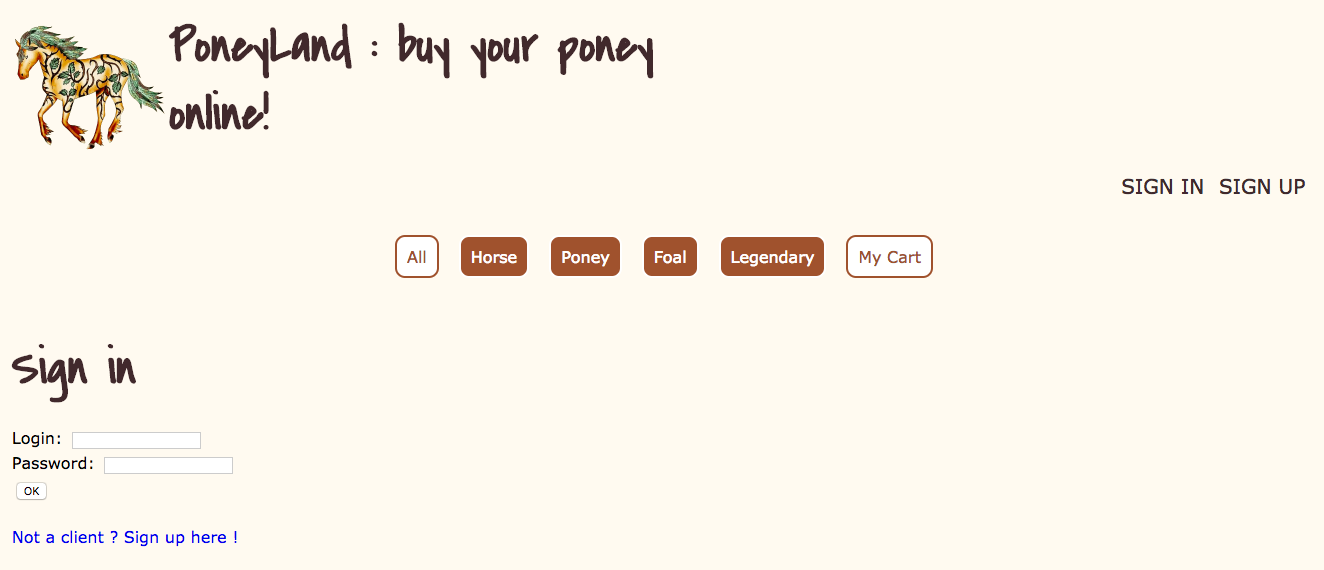 PoneyLand : buy your poney
online!
SIGN IN SIGN UP
All Horse Poney Foal Legendary My Cart
Sign in
Login:
Password:
OK
Not a client ? Sign up here !